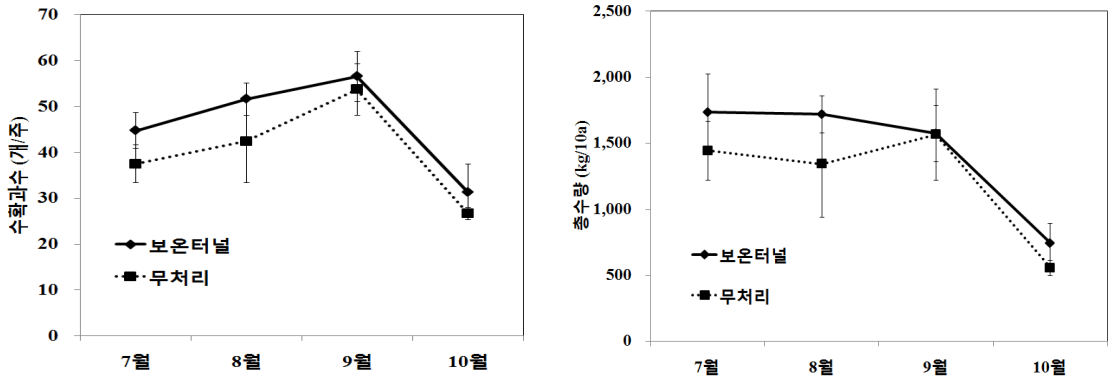 수확과수 (개/주)
70
60
50
40
30
20
10
0
보온터널
무처리
7월 8월 9월 10월
총수량 (kg/10a)
2,500
2,000
1,500
1,000
500
0
보온터널
무처리
7월 8월 9월 10월